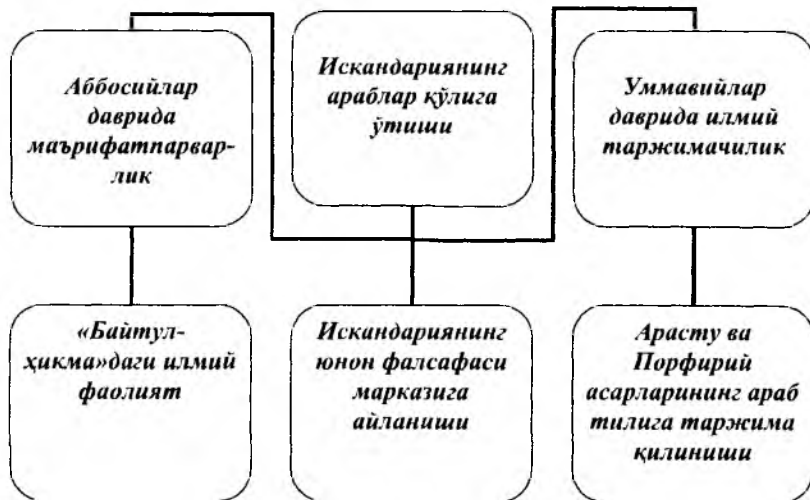 Аббосийлар
даврида
маърифатпарвар-
лик
Искандариянинг
араблар қўлига
ўтиши
Уммавийлар
даврида илмий
таржимачилик
«Байтул-
ҳикма»даги илмий
фаолият
Искандариянинг
юнон фалсафаси
марказига
айланиши
Арасту ва
Порфирий
асарларининг араб
тилига таржима
қилиниши